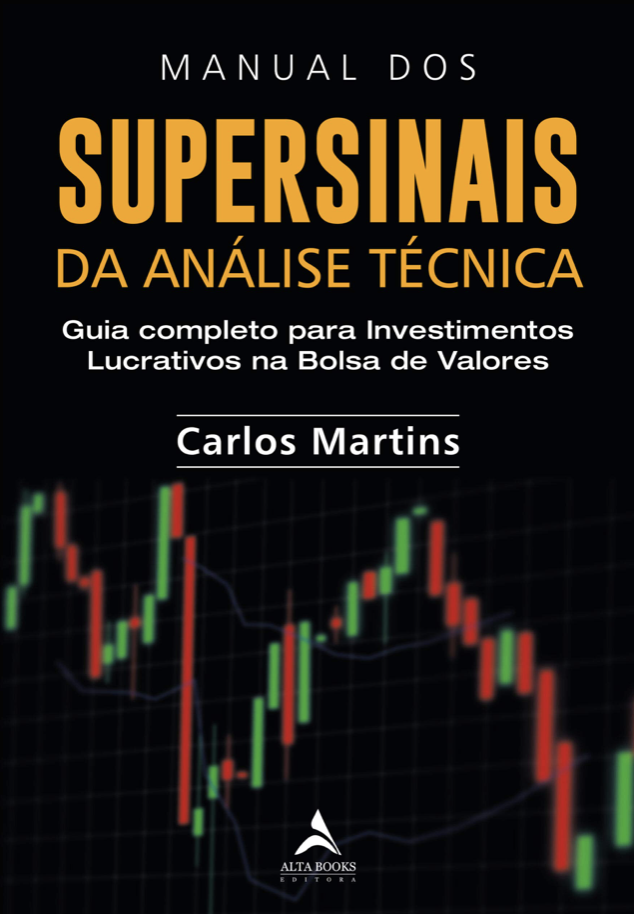 MANUAL DOS
SUPERSINAIS
DA ANÁLISE TÉCNICA
Guia completo para Investimentos
Lucrativos na Bolsa de Valores
Carlos Martins
ALTA BOOKS
EDITORA